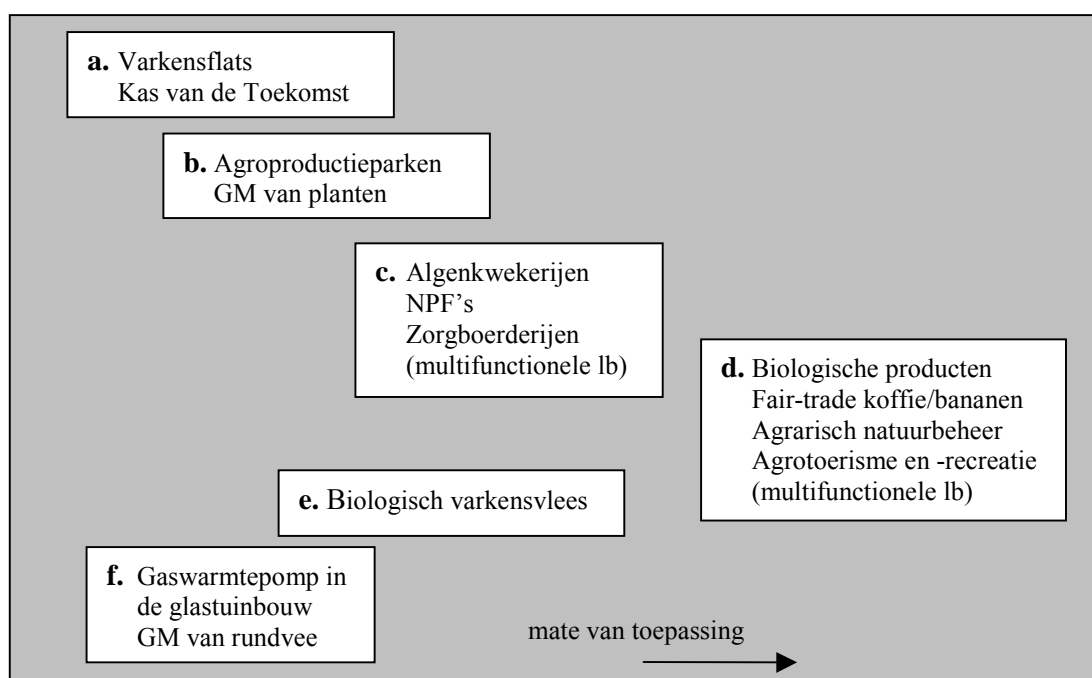 a. Varkensflats
Kas van de Toekomst
b. Agroproductieparken
GM van planten
c. Algenkwekerijen
NPF’s
Zorgboerderijen
(multifunctionele lb)
d. Biologische producten
Fair-trade koffie/bananen
Agrarisch natuurbeheer
Agrotoerisme en -recreatie
(multifunctionele lb)
e. Biologisch varkensvlees
f. Gaswarmtepomp in
de glastuinbouw
GM van rundvee
mate van toepassing